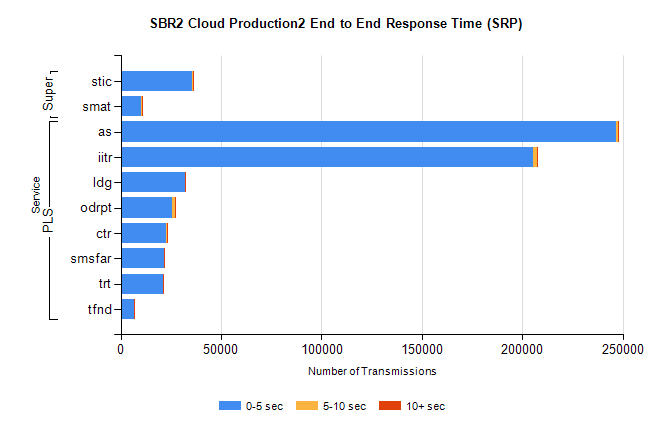 SBR2 Cloud Production2 End to End Response Time (SRP)
Service
Super
PLS
stic
smat
as
iitr
ldg
odrpt
ctr
smsfar
trt
tfnd
0 50000 100000 150000 200000 250000
Number of Transmissions
0-5 sec 5-10 sec 10+ sec